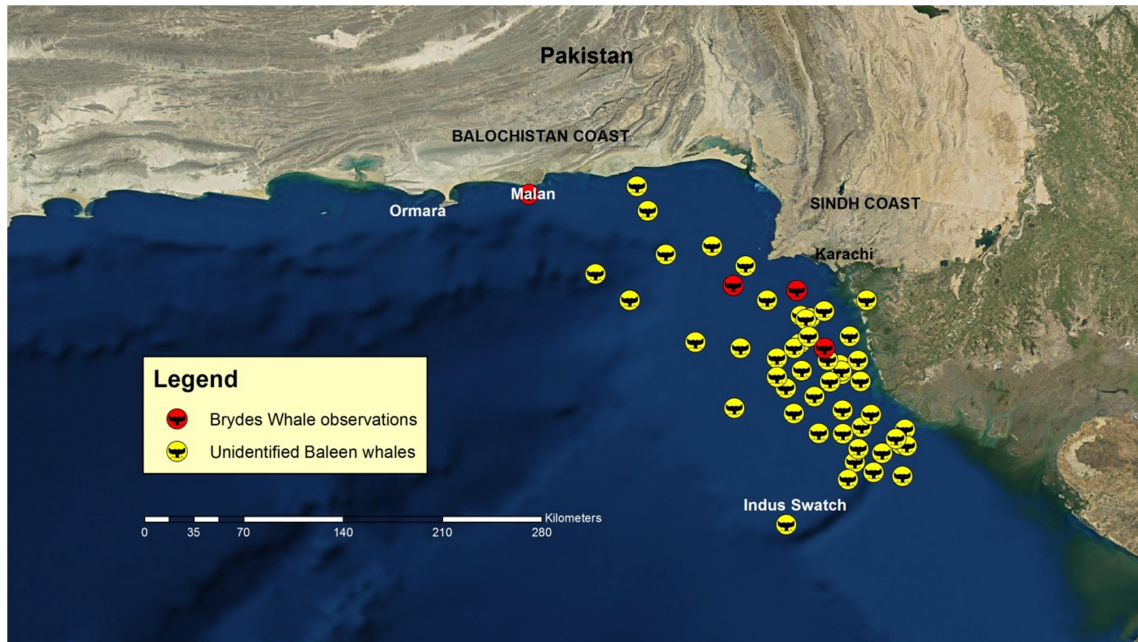 Pakistan
BALOCHISTAN COAST
Malan
Ormara
SINDH COAST
Karachi
Legend
Brydes Whale observations
Unidentified Baleen whales
Indus Swatch
Kilometers
0 35 70 140 210 280